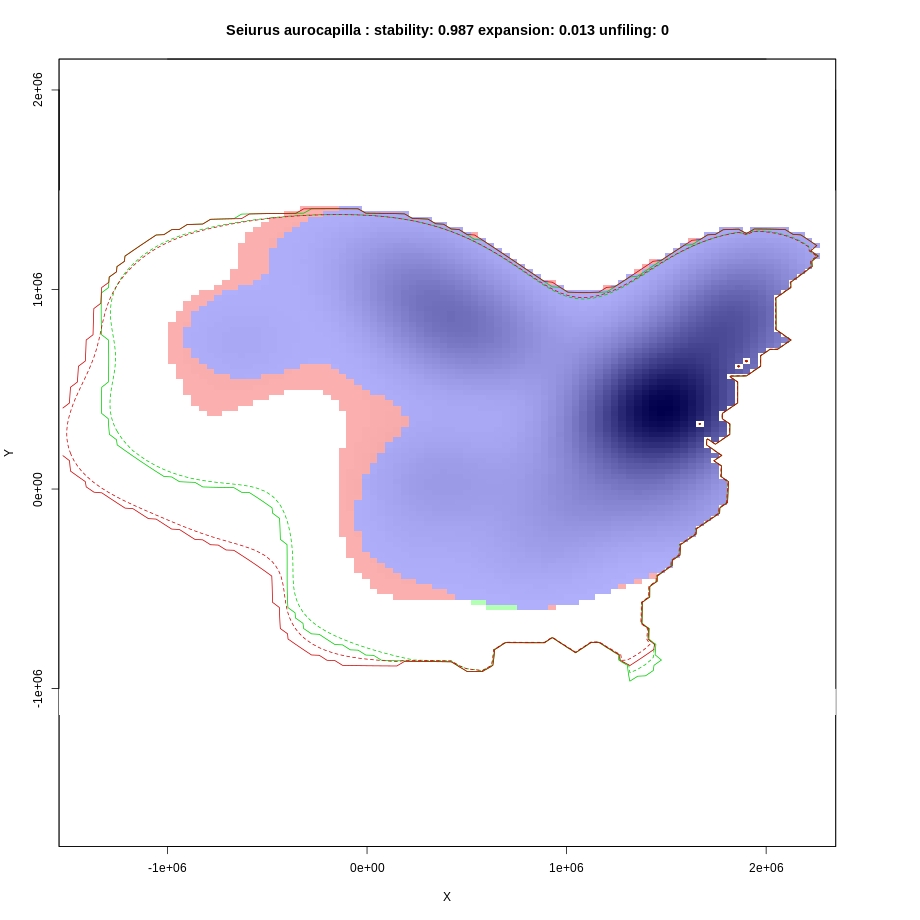 Seiurus aurocapilla : stability: 0.987 expansion: 0.013 unfiling: 0
2e+06
1e+06
0e+00
-1e+06
Y
-1e+06 0e+00 1e+06 2e+06
X